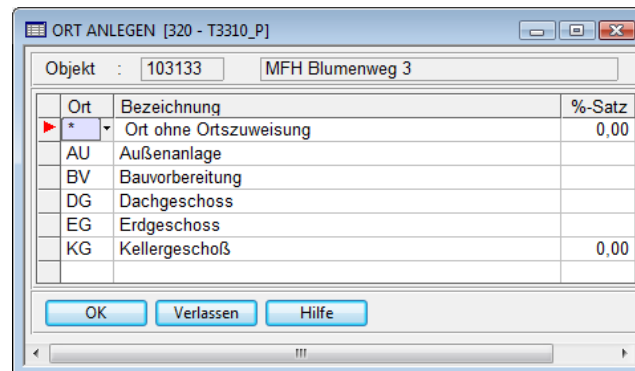 ORT ANLEGEN [320 - T3310_P]
Objekt : 103133 MFH Blumenweg 3
Ort Bezeichnung %-Satz
* Ort ohne Ortszuweisung 0,00
AU Außenanlage
BV Bauvorbereitung
DG Dachgeschoss
EG Erdgeschoss
KG Kellergeschoß 0,00
OK Verlassen Hilfe